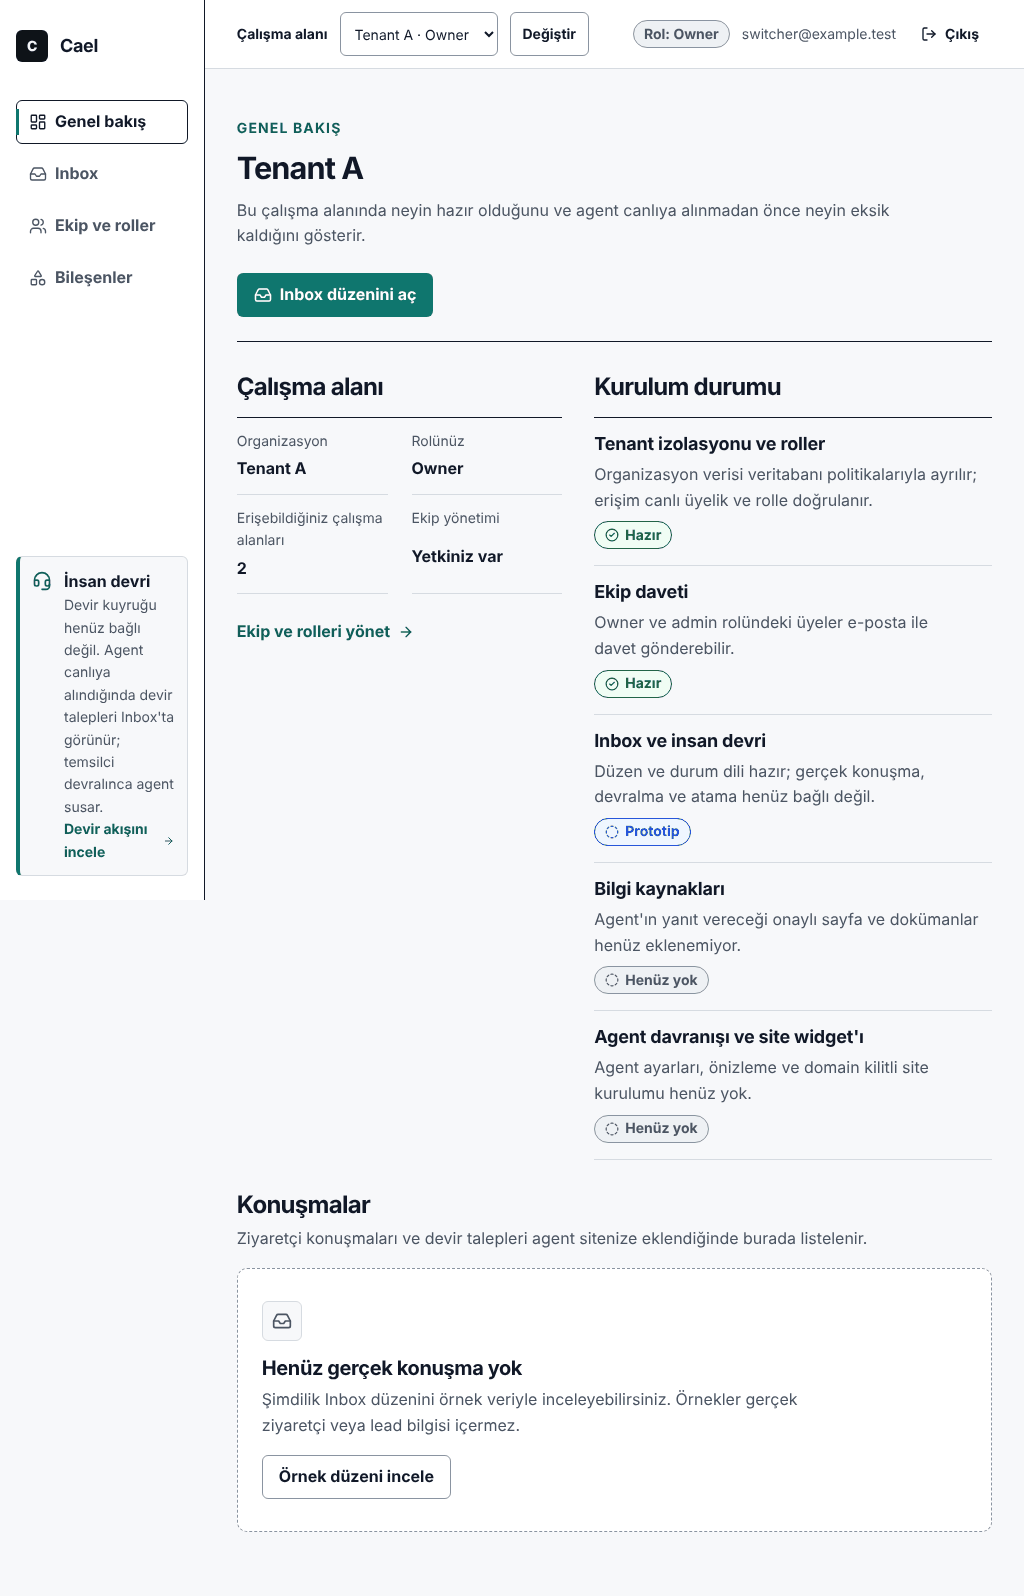 C
Cael
Genel bakış
Inbox
Ekip ve roller
Bileşenler
İnsan devri
Devir kuyruğu
henüz bağlı
değil. Agent
canlıya
alındığında devir
talepleri Inbox'ta
görünür;
temsilci
devralınca agent
susar.
Devir akışını
incele
Çalışma alanı
Tenant A · Owner
Değiştir
Rol: Owner
switcher@example.test
Çıkış
GENEL BAKIŞ
Tenant A
Bu çalışma alanında neyin hazır olduğunu ve agent canlıya alınmadan önce neyin eksik
kaldığını gösterir.
Inbox düzenini aç
Çalışma alanı
Organizasyon
Tenant A
Rolünüz
Owner
Erişebildiğiniz çalışma
alanları
2
Ekip yönetimi
Yetkiniz var
Ekip ve rolleri yönet
Kurulum durumu
Tenant izolasyonu ve roller
Organizasyon verisi veritabanı politikalarıyla ayrılır;
erişim canlı üyelik ve rolle doğrulanır.
Hazır
Ekip daveti
Owner ve admin rolündeki üyeler e-posta ile
davet gönderebilir.
Hazır
Inbox ve insan devri
Düzen ve durum dili hazır; gerçek konuşma,
devralma ve atama henüz bağlı değil.
Prototip
Bilgi kaynakları
Agent'ın yanıt vereceği onaylı sayfa ve dokümanlar
henüz eklenemiyor.
Henüz yok
Agent davranışı ve site widget'ı
Agent ayarları, önizleme ve domain kilitli site
kurulumu henüz yok.
Henüz yok
Konuşmalar
Ziyaretçi konuşmaları ve devir talepleri agent sitenize eklendiğinde burada listelenir.
Henüz gerçek konuşma yok
Şimdilik Inbox düzenini örnek veriyle inceleyebilirsiniz. Örnekler gerçek
ziyaretçi veya lead bilgisi içermez.
Örnek düzeni incele